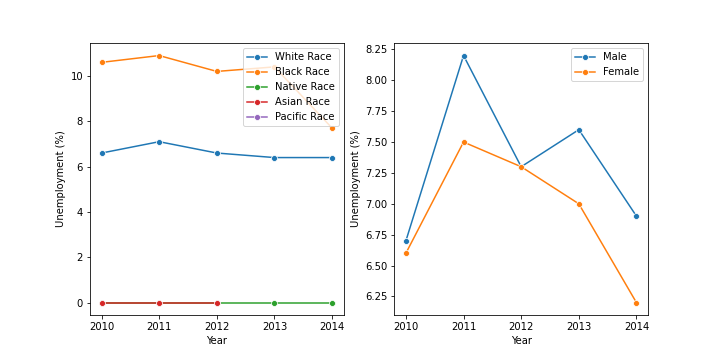 10
8
6
4
2
0
Unemployment (%)
2010 2011 2012 2013 2014
Year
White Race
Black Race
Native Race
Asian Race
Pacific Race
8.25
8.00
7.75
7.50
7.25
7.00
6.75
6.50
6.25
Unemployment (%)
2010 2011 2012 2013 2014
Year
Male
Female